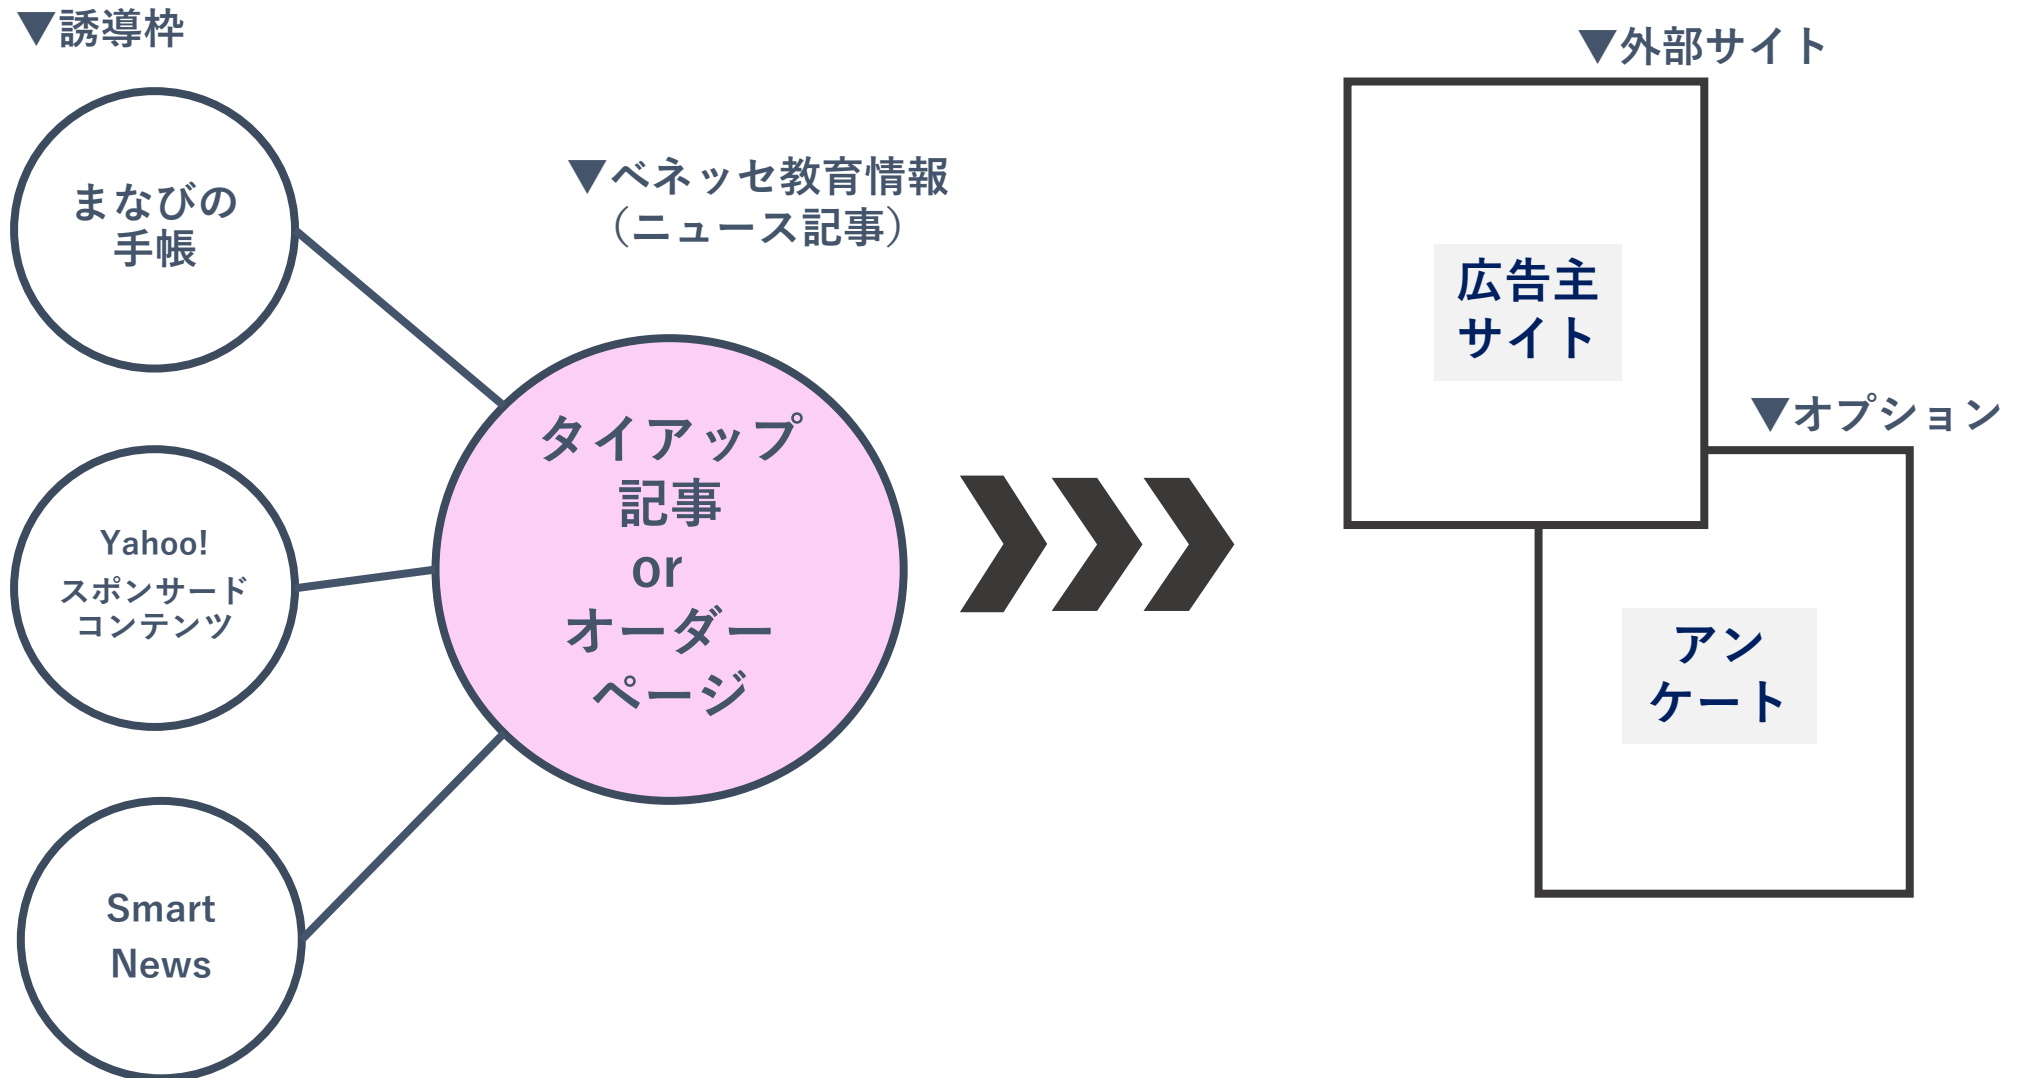 ▼誘導枠
まなびの
手帳
Yahoo!
スポンサード
コンテンツ
Smart
News
▼ベネッセ教育情報
（ニュース記事）
タイアップ
記事
or
オーダー
ページ
▼外部サイト
広告主
サイト
▼オプション
アン
ケート